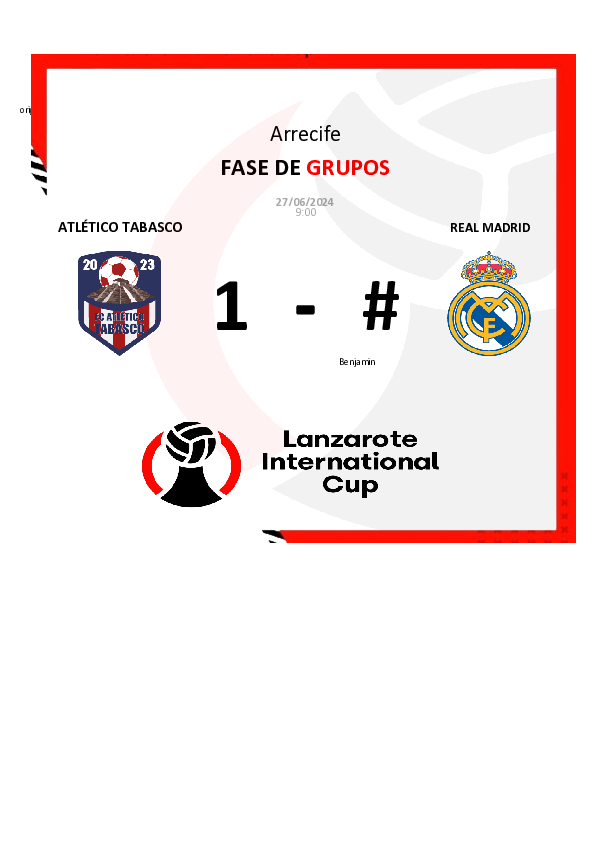 ori
Arrecife
FASE DE GRUPOS
27/06/2024
9:00
ATLÉTICO TABASCO
REAL MADRID
20 23
FC ATLÉTICO
TABASCO
1 - #
Benjamin
Lanzarote
International
Cup